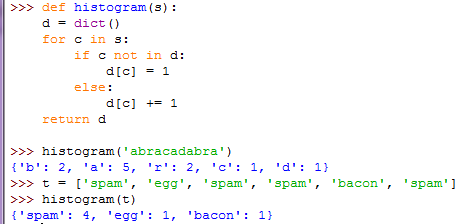 >>> def histogram(s):
    d = dict()
    for c in s:
        if c not in d:
            d[c] = 1
        else:
            d[c] += 1
    return d
>>> histogram('abracadabra')
{'b': 2, 'a': 5, 'r': 2, 'c': 1, 'd': 1}
>>> t = ['spam', 'egg', 'spam', 'spam', 'bacon', 'spam']
>>> histogram(t)
{'spam': 4, 'egg': 1, 'bacon': 1}